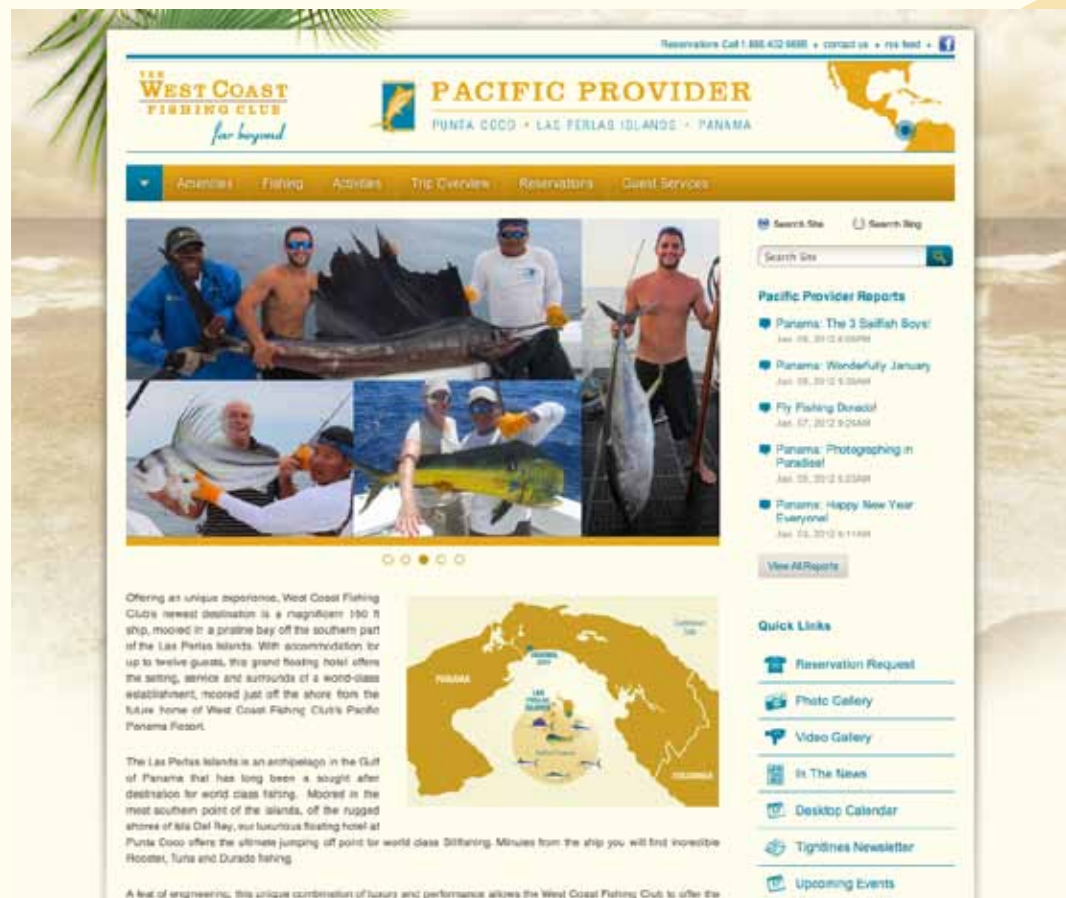 Reservations Call 1.888.432.6666 • contact us • rss feed •
THE
WEST COAST
FISHING CLUB
far beyond
PACIFIC PROVIDER
PUNTA COCO • LAS PERLAS ISLANDS • PANAMA
Amenities Fishing Activities Trip Overview Reservations Guest Services
Search Site Search Blog
Search Site
Pacific Provider Reports
Panama: The 3 Sailfish Boys!
Panama: Wonderfully January
Fly Fishing Dorado!
Panama: Photographing in
Paradise!
Panama: Happy New Year
Everyone!
View All Reports
Offering an unique experience, West Coast Fishing
Club's newest destination is a magnificent 160 ft
ship, moored in a pristine bay off the southern part
of the Las Perlas Islands. With accommodation for
up to twelve guests, this grand floating hotel offers
the setting, service and surrounds of a world-class
establishment, moored just off the shore from the
future home of West Coast Fishing Club's Pacific
Panama Resort.
The Las Perlas Islands is an archipelago in the Gulf
of Panama that has long been a sought after
destination for world class fishing. Moored in the
most southern point of the islands, off the rugged
shores of Isla Del Rey, our luxurious floating hotel at
Punta Coco offers the ultimate jumping off point for world class Billfishing. Minutes from the ship you will find incredible
Rooster, Tuna and Dorado fishing.
A feat of engineering, this unique combination of luxury and performance allows the West Coast Fishing Club to offer the
PANAMA
PANAMA
CITY
LAS
PERLAS
ISLANDS
COLOMBIA
Quick Links
Reservation Request
Photo Gallery
Video Gallery
In The News
Desktop Calendar
Tightlines Newsletter
Upcoming Events